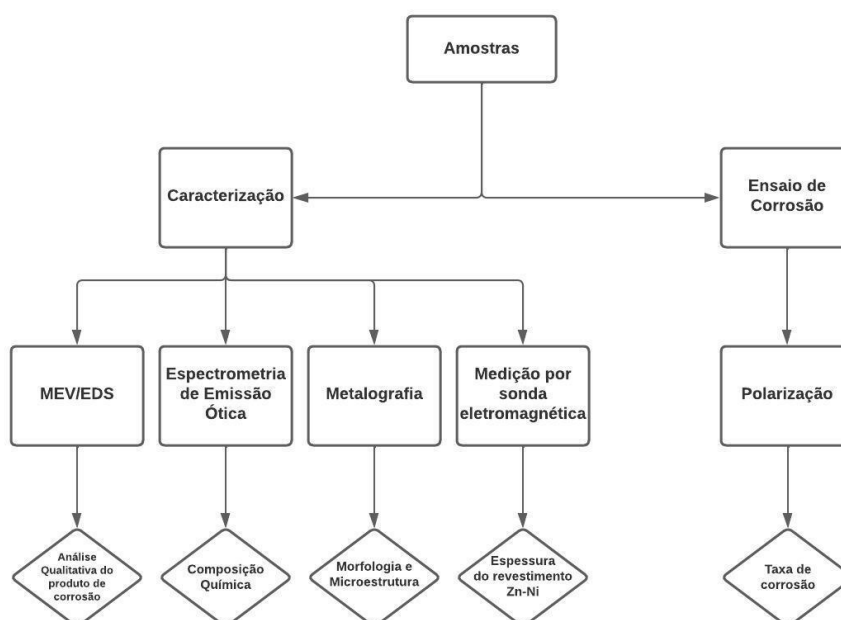 Amostras
Caracterização
Ensaio de
Corrosão
MEV/EDS
Espectrometria
de Emissão
Ótica
Metalografia
Medição por
sonda
eletromagnética
Polarização
Análise
Qualitativa do
produto de
corrosão
Composição
Química
Morfologia e
Microestrutura
Espessura
do revestimento
Zn-Ni
Taxa de
corrosão